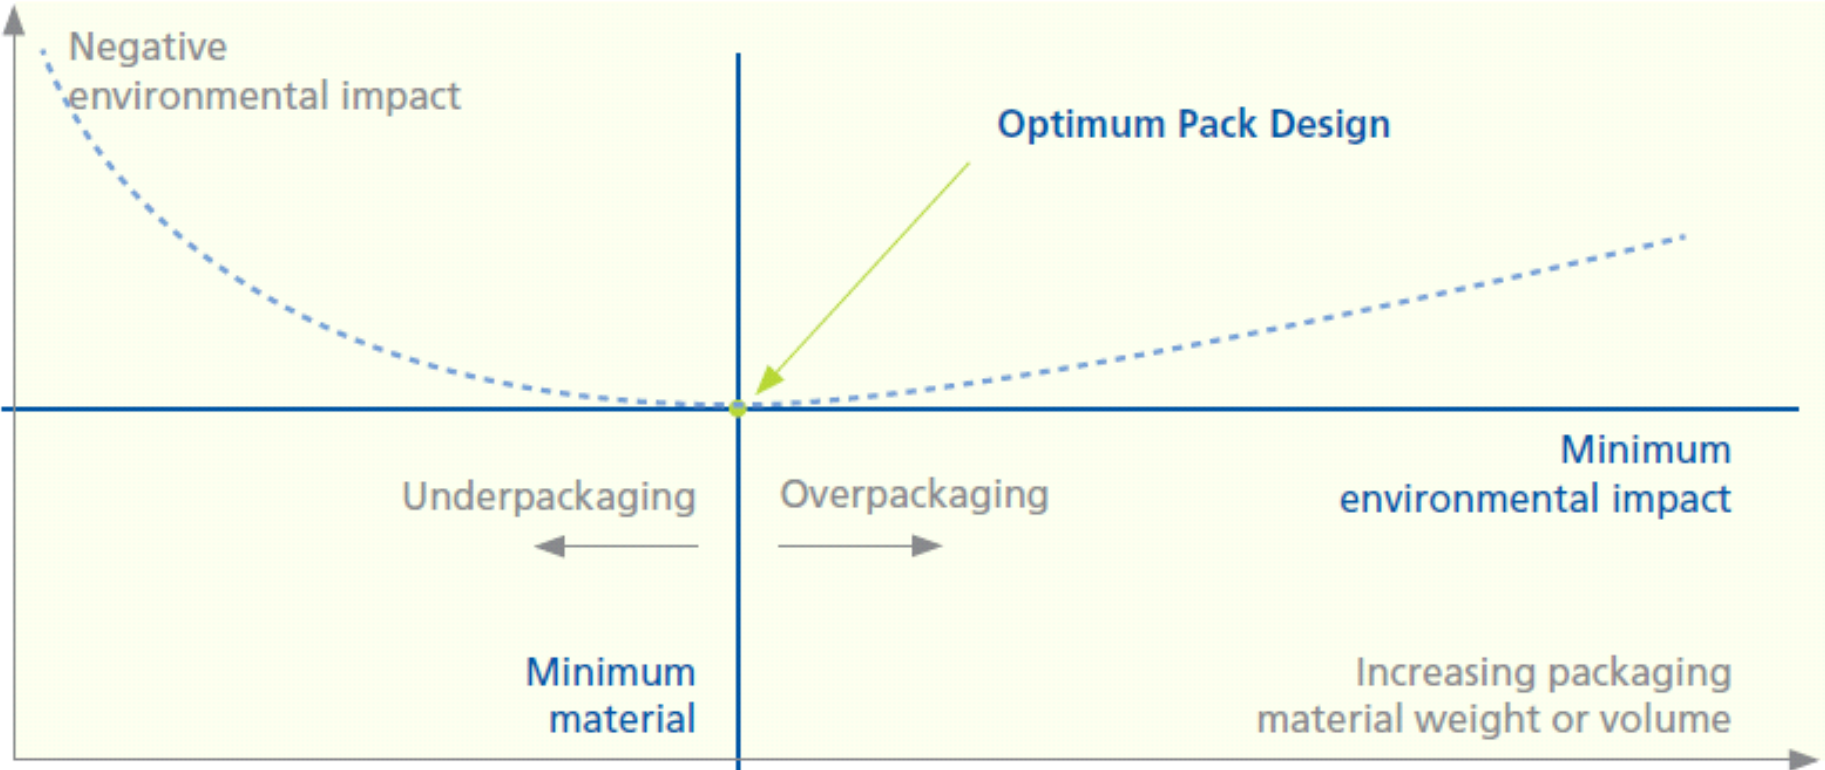 Negative
environmental impact
Optimum Pack Design
Minimum
environmental impact
Underpackaging
Overpackaging
Minimum
material
Increasing packaging
material weight or volume